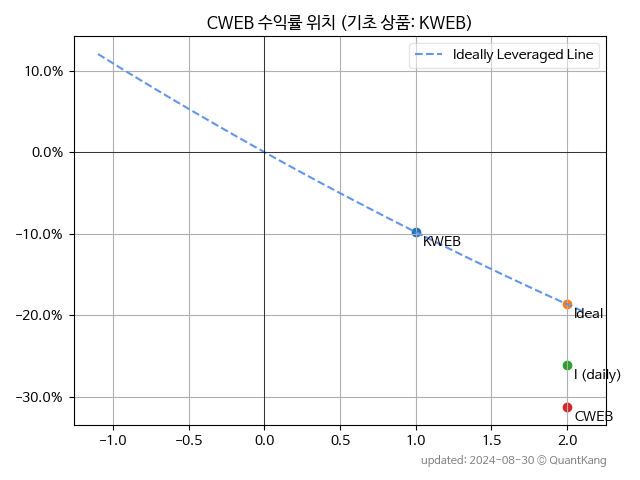 CWEB 수익률 위치 (기초 상품: KWEB)
Ideally Leveraged Line
10.0%
0.0%
−10.0%
−20.0%
−30.0%
KWEB
Ideal
I (daily)
CWEB
−1.0 −0.5 0.0 0.5 1.0 1.5 2.0
updated: 2024-08-30 © QuantKang